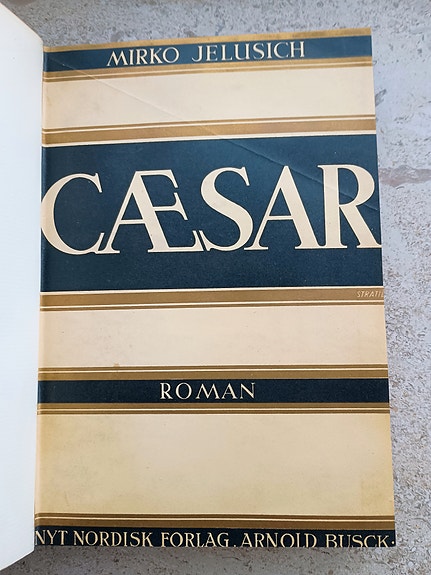 MIRKO JELUSICH
CÆSAR
ROMAN
NYT NORDISK FORLAG. ARNOLD BUSCK.